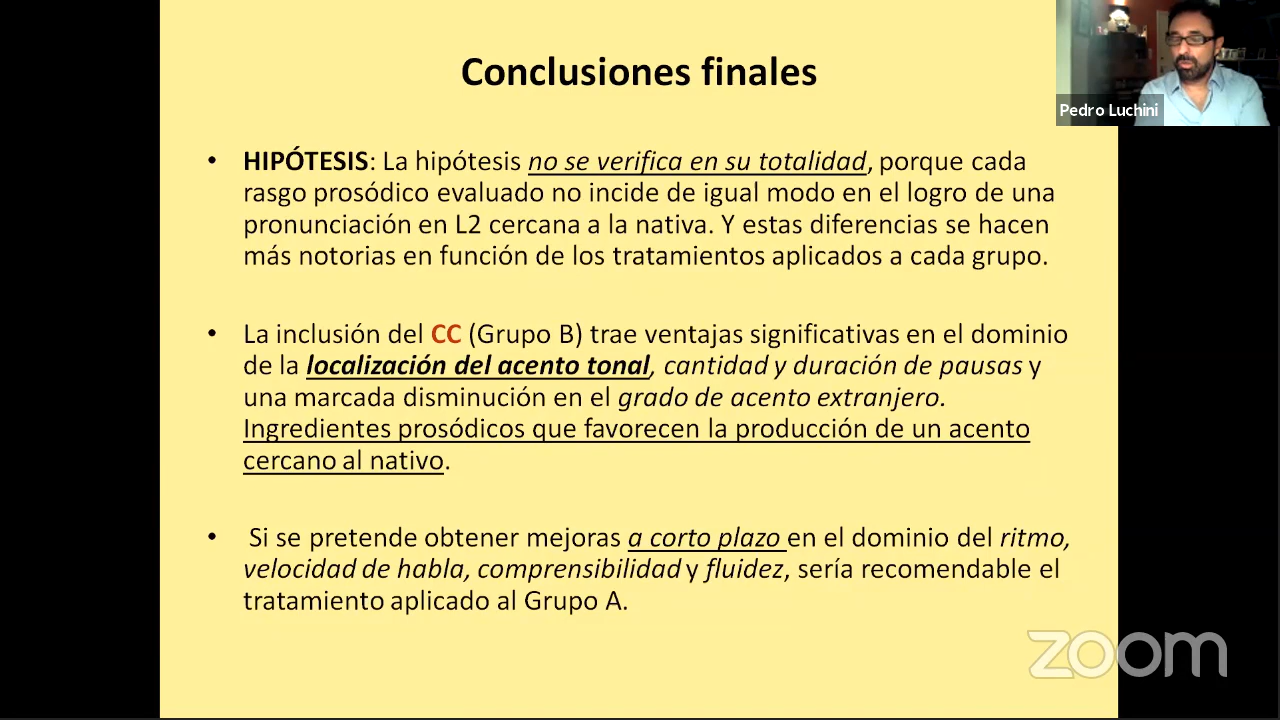 Conclusiones finales
Pedro Luchini
• HIPÓTESIS: La hipótesis no se verifica en su totalidad, porque cada
rasgo prosódico evaluado no incide de igual modo en el logro de una
pronunciación en L2 cercana a la nativa. Y estas diferencias se hacen
más notorias en función de los tratamientos aplicados a cada grupo.
• La inclusión del CC (Grupo B) trae ventajas significativas en el dominio
de la localización del acento tonal, cantidad y duración de pausas y
una marcada disminución en el grado de acento extranjero.
Ingredientes prosódicos que favorecen la producción de un acento
cercano al nativo.
• Si se pretende obtener mejoras a corto plazo en el dominio del ritmo,
velocidad de habla, comprensibilidad y fluidez, sería recomendable el
tratamiento aplicado al Grupo A.
zoom